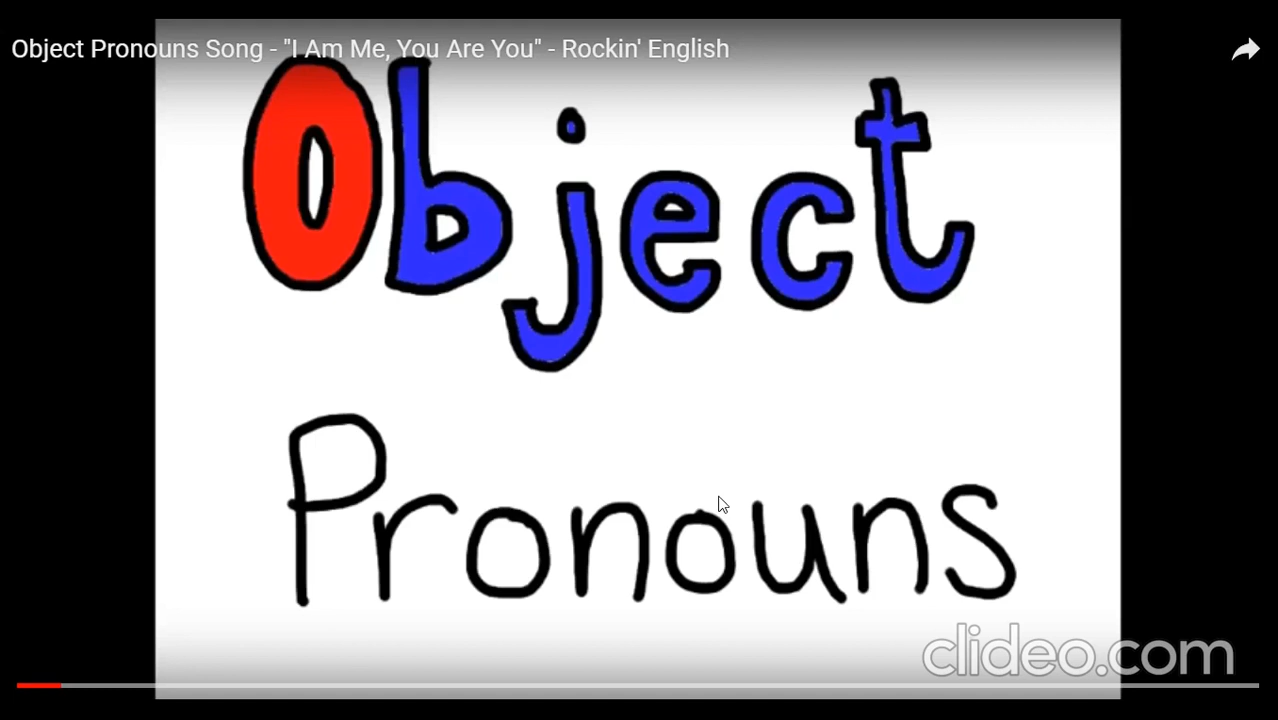 Object Pronouns Song - "I Am Me, You Are You" - Rockin' English
Object
Pronouns
clideo.com